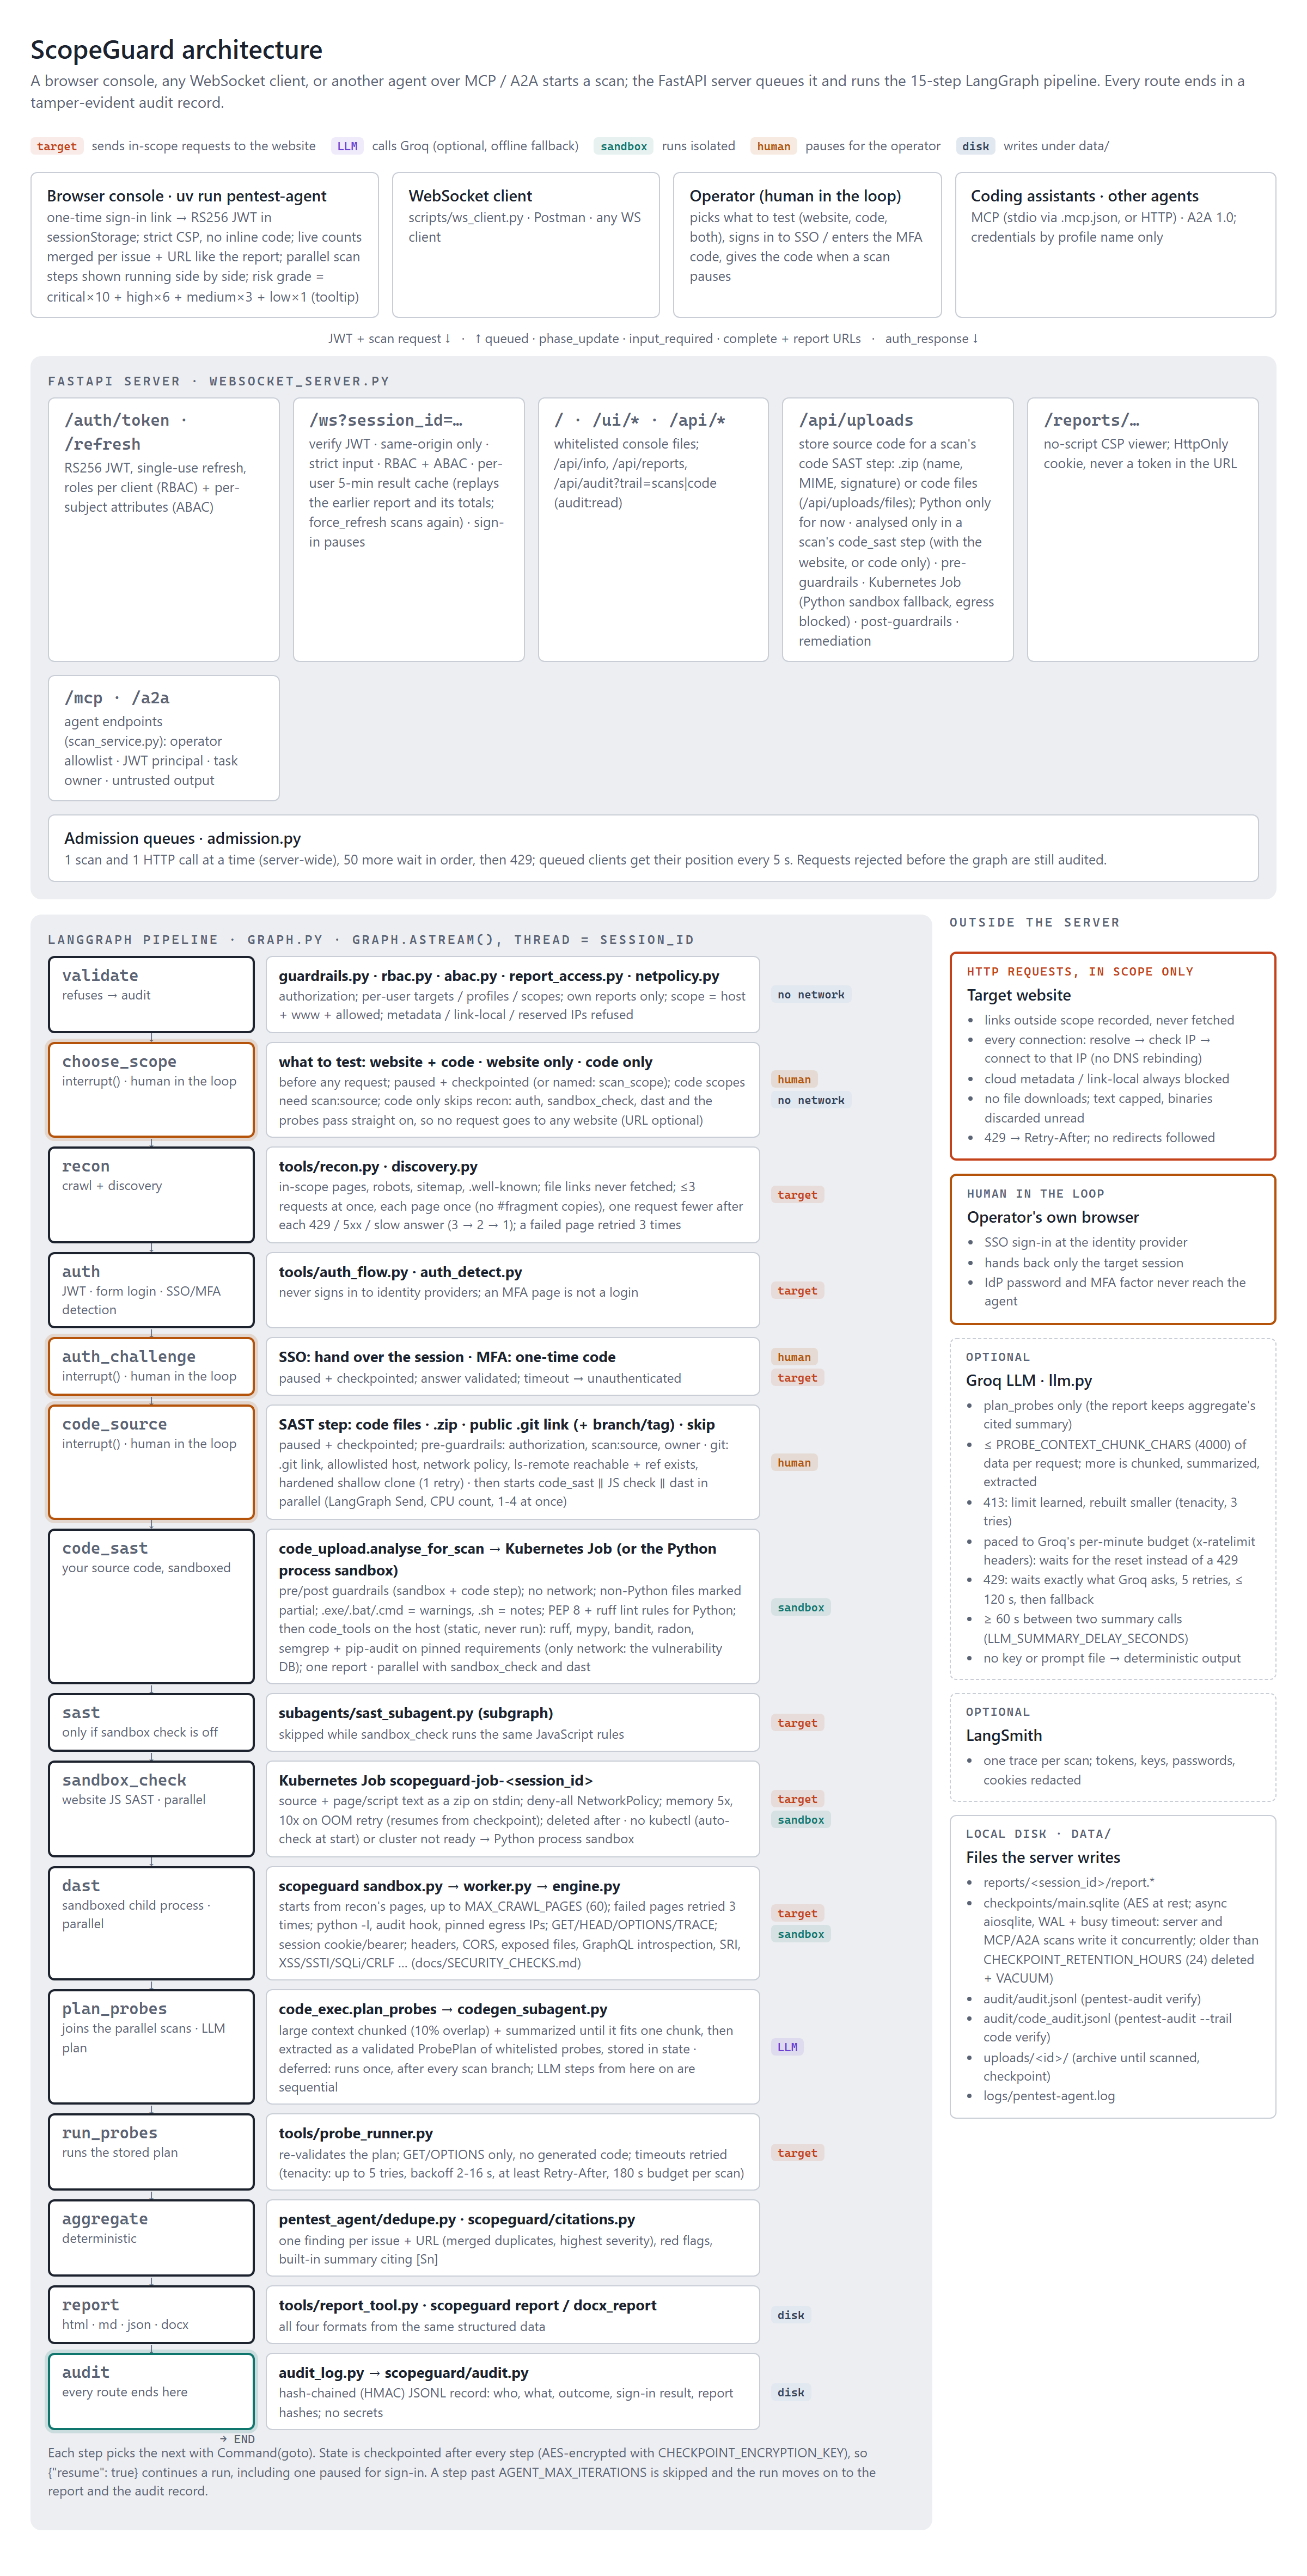 ScopeGuard architecture
A browser console, any WebSocket client, or another agent over MCP / A2A starts a scan; the FastAPI server queues it and runs the 15-step LangGraph pipeline. Every route ends in a
tamper-evident audit record.
target sends in-scope requests to the website LLM calls Groq (optional, offline fallback) sandbox runs isolated human pauses for the operator disk writes under data/
Browser console · uv run pentest-agent
one-time sign-in link → RS256 JWT in
sessionStorage; strict CSP, no inline code; live counts
merged per issue + URL like the report; parallel scan
steps shown running side by side; risk grade =
critical×10 + high×6 + medium×3 + low×1 (tooltip)
WebSocket client
scripts/ws_client.py · Postman · any WS
client
Operator (human in the loop)
picks what to test (website, code,
both), signs in to SSO / enters the MFA
code, gives the code when a scan
pauses
Coding assistants · other agents
MCP (stdio via .mcp.json, or HTTP) · A2A 1.0;
credentials by profile name only
JWT + scan request ↓ · ↑ queued · phase_update · input_required · complete + report URLs · auth_response ↓
FASTAPI SERVER · WEBSOCKET_SERVER.PY
/auth/token ·
/refresh
RS256 JWT, single-use refresh,
roles per client (RBAC) + per-
subject attributes (ABAC)
/ws?session_id=…
verify JWT · same-origin only ·
strict input · RBAC + ABAC · per-
user 5-min result cache (replays
the earlier report and its totals;
force_refresh scans again) · sign-
in pauses
/ · /ui/* · /api/*
whitelisted console files;
/api/info, /api/reports,
/api/audit?trail=scans|code
(audit:read)
/api/uploads
store source code for a scan's
code SAST step: .zip (name,
MIME, signature) or code files
(/api/uploads/files); Python only
for now · analysed only in a
scan's code_sast step (with the
website, or code only) · pre-
guardrails · Kubernetes Job
(Python sandbox fallback, egress
blocked) · post-guardrails ·
remediation
/reports/…
no-script CSP viewer; HttpOnly
cookie, never a token in the URL
/mcp · /a2a
agent endpoints
(scan_service.py): operator
allowlist · JWT principal · task
owner · untrusted output
Admission queues · admission.py
1 scan and 1 HTTP call at a time (server-wide), 50 more wait in order, then 429; queued clients get their position every 5 s. Requests rejected before the graph are still audited.
LANGGRAPH PIPELINE · GRAPH.PY · GRAPH.ASTREAM(), THREAD = SESSION_ID
validate
refuses → audit
guardrails.py · rbac.py · abac.py · report_access.py · netpolicy.py
authorization; per-user targets / profiles / scopes; own reports only; scope = host
+ www + allowed; metadata / link-local / reserved IPs refused
no network
↓
choose_scope
interrupt() · human in the loop
what to test: website + code · website only · code only
before any request; paused + checkpointed (or named: scan_scope); code scopes
need scan:source; code only skips recon: auth, sandbox_check, dast and the
probes pass straight on, so no request goes to any website (URL optional)
human
no network
↓
recon
crawl + discovery
tools/recon.py · discovery.py
in-scope pages, robots, sitemap, .well-known; file links never fetched; ≤3
requests at once, each page once (no #fragment copies), one request fewer after
each 429 / 5xx / slow answer (3 → 2 → 1); a failed page retried 3 times
target
↓
auth
JWT · form login · SSO/MFA
detection
tools/auth_flow.py · auth_detect.py
never signs in to identity providers; an MFA page is not a login
target
↓
auth_challenge
interrupt() · human in the loop
SSO: hand over the session · MFA: one-time code
paused + checkpointed; answer validated; timeout → unauthenticated
human
target
↓
code_source
interrupt() · human in the loop
SAST step: code files · .zip · public .git link (+ branch/tag) · skip
paused + checkpointed; pre-guardrails: authorization, scan:source, owner · git:
.git link, allowlisted host, network policy, ls-remote reachable + ref exists,
hardened shallow clone (1 retry) · then starts code_sast ∥ JS check ∥ dast in
parallel (LangGraph Send, CPU count, 1-4 at once)
human
↓
code_sast
your source code, sandboxed
code_upload.analyse_for_scan → Kubernetes Job (or the Python
process sandbox)
pre/post guardrails (sandbox + code step); no network; non-Python files marked
partial; .exe/.bat/.cmd = warnings, .sh = notes; PEP 8 + ruff lint rules for Python;
then code_tools on the host (static, never run): ruff, mypy, bandit, radon,
semgrep + pip-audit on pinned requirements (only network: the vulnerability
DB); one report · parallel with sandbox_check and dast
sandbox
↓
sast
only if sandbox check is off
subagents/sast_subagent.py (subgraph)
skipped while sandbox_check runs the same JavaScript rules
target
↓
sandbox_check
website JS SAST · parallel
Kubernetes Job scopeguard-job-<session_id>
source + page/script text as a zip on stdin; deny-all NetworkPolicy; memory 5x,
10x on OOM retry (resumes from checkpoint); deleted after · no kubectl (auto-
check at start) or cluster not ready → Python process sandbox
target
sandbox
↓
dast
sandboxed child process ·
parallel
scopeguard sandbox.py → worker.py → engine.py
starts from recon's pages, up to MAX_CRAWL_PAGES (60); failed pages retried 3
times; python -I, audit hook, pinned egress IPs; GET/HEAD/OPTIONS/TRACE;
session cookie/bearer; headers, CORS, exposed files, GraphQL introspection, SRI,
XSS/SSTI/SQLi/CRLF ... (docs/SECURITY_CHECKS.md)
target
sandbox
↓
plan_probes
joins the parallel scans · LLM
plan
code_exec.plan_probes → codegen_subagent.py
large context chunked (10% overlap) + summarized until it fits one chunk, then
extracted as a validated ProbePlan of whitelisted probes, stored in state ·
deferred: runs once, after every scan branch; LLM steps from here on are
sequential
LLM
↓
run_probes
runs the stored plan
tools/probe_runner.py
re-validates the plan; GET/OPTIONS only, no generated code; timeouts retried
(tenacity: up to 5 tries, backoff 2-16 s, at least Retry-After, 180 s budget per scan)
target
↓
aggregate
deterministic
pentest_agent/dedupe.py · scopeguard/citations.py
one finding per issue + URL (merged duplicates, highest severity), red flags,
built-in summary citing [Sn]
↓
report
html · md · json · docx
tools/report_tool.py · scopeguard report / docx_report
all four formats from the same structured data
disk
↓
audit
every route ends here
audit_log.py → scopeguard/audit.py
hash-chained (HMAC) JSONL record: who, what, outcome, sign-in result, report
hashes; no secrets
disk
→ END
Each step picks the next with Command(goto). State is checkpointed after every step (AES-encrypted with CHECKPOINT_ENCRYPTION_KEY), so
{"resume": true} continues a run, including one paused for sign-in. A step past AGENT_MAX_ITERATIONS is skipped and the run moves on to the
report and the audit record.
OUTSIDE THE SERVER
HTTP REQUESTS, IN SCOPE ONLY
Target website
• links outside scope recorded, never fetched
• every connection: resolve → check IP →
connect to that IP (no DNS rebinding)
• cloud metadata / link-local always blocked
• no file downloads; text capped, binaries
discarded unread
• 429 → Retry-After; no redirects followed
HUMAN IN THE LOOP
Operator's own browser
• SSO sign-in at the identity provider
• hands back only the target session
• IdP password and MFA factor never reach the
agent
OPTIONAL
Groq LLM · llm.py
• plan_probes only (the report keeps aggregate's
cited summary)
• ≤ PROBE_CONTEXT_CHUNK_CHARS (4000) of
data per request; more is chunked, summarized,
extracted
• 413: limit learned, rebuilt smaller (tenacity, 3
tries)
• paced to Groq's per-minute budget (x-ratelimit
headers): waits for the reset instead of a 429
• 429: waits exactly what Groq asks, 5 retries, ≤
120 s, then fallback
• ≥ 60 s between two summary calls
(LLM_SUMMARY_DELAY_SECONDS)
• no key or prompt file → deterministic output
OPTIONAL
LangSmith
• one trace per scan; tokens, keys, passwords,
cookies redacted
LOCAL DISK · DATA/
Files the server writes
• reports/<session_id>/report.*
• checkpoints/main.sqlite (AES at rest; async
aiosqlite, WAL + busy timeout: server and
MCP/A2A scans write it concurrently; older than
CHECKPOINT_RETENTION_HOURS (24) deleted
+ VACUUM)
• audit/audit.jsonl (pentest-audit verify)
• audit/code_audit.jsonl (pentest-audit --trail
code verify)
• uploads/<id>/ (archive until scanned,
checkpoint)
• logs/pentest-agent.log